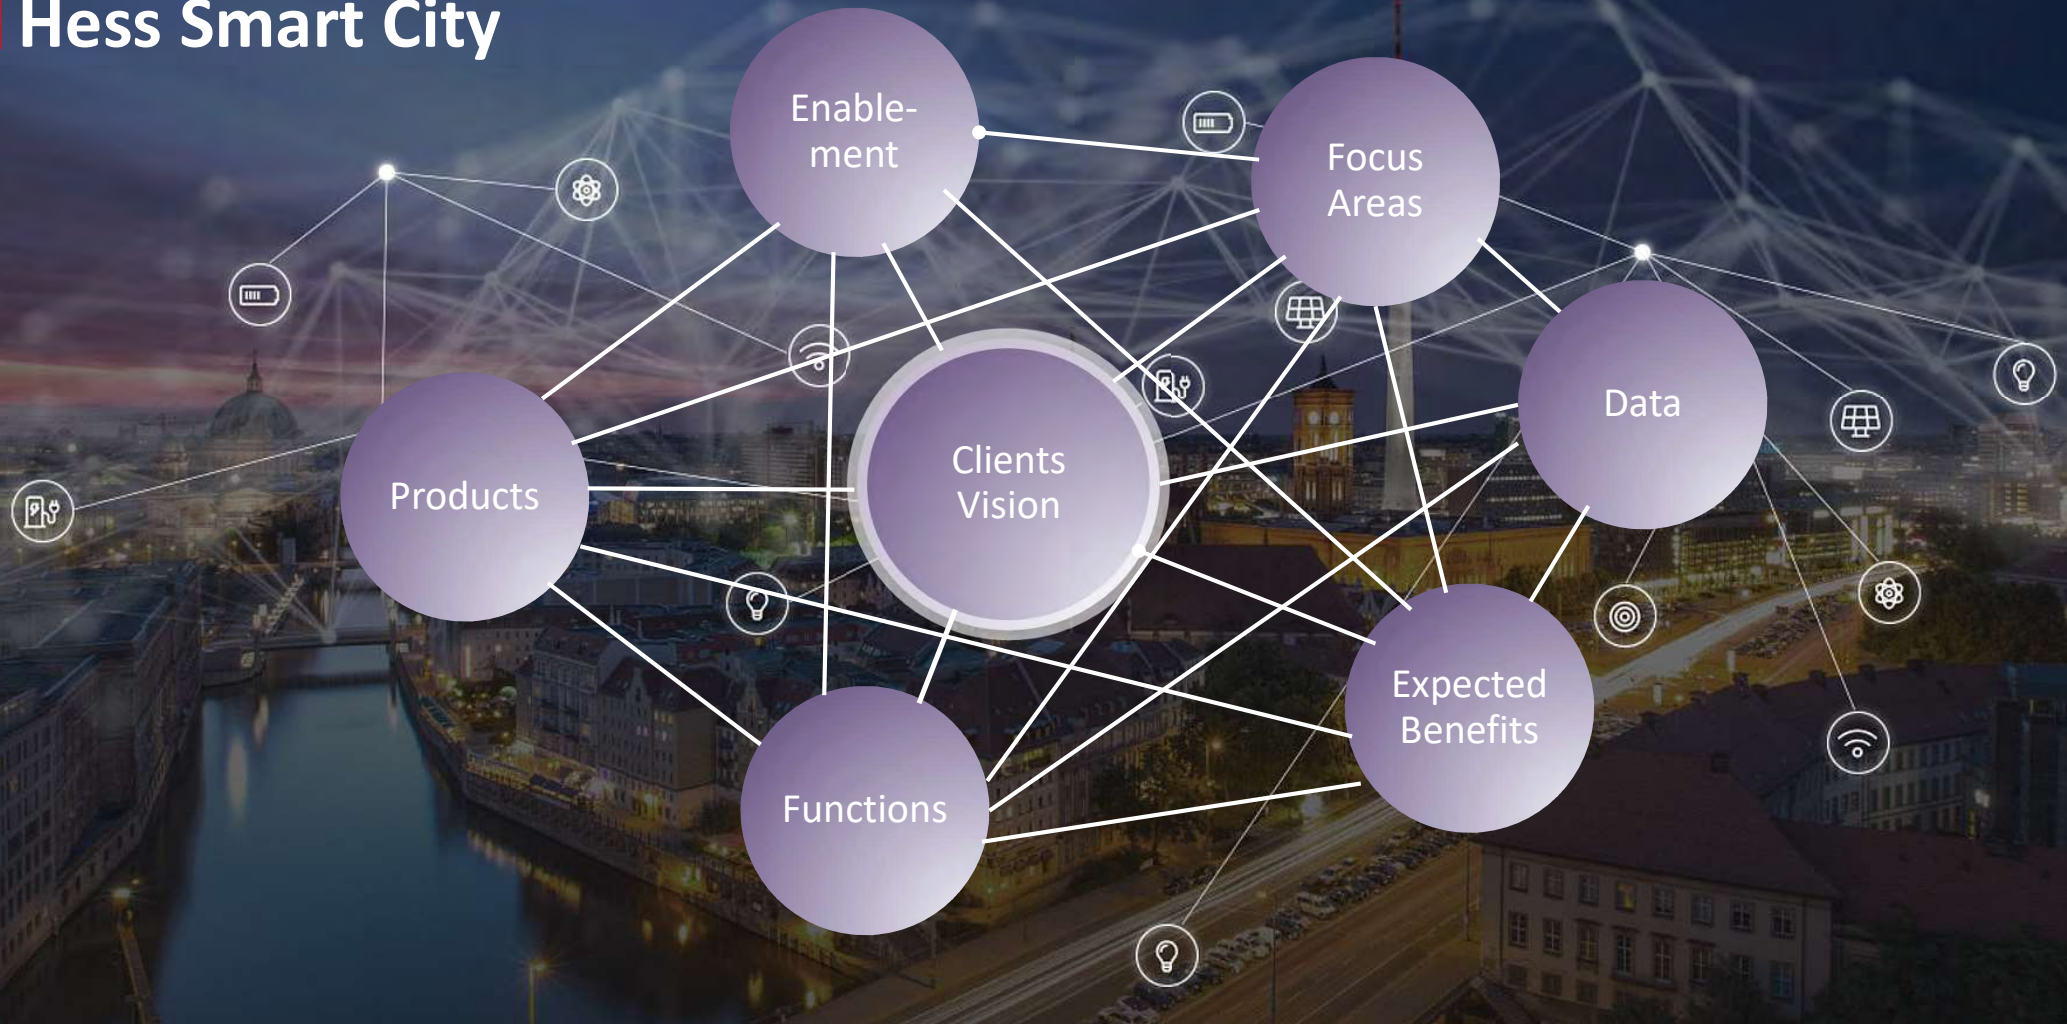 Hess Smart City
Enable-
ment
Focus
Areas
Data
Clients
Vision
Products
Expected
Benefits
Functions